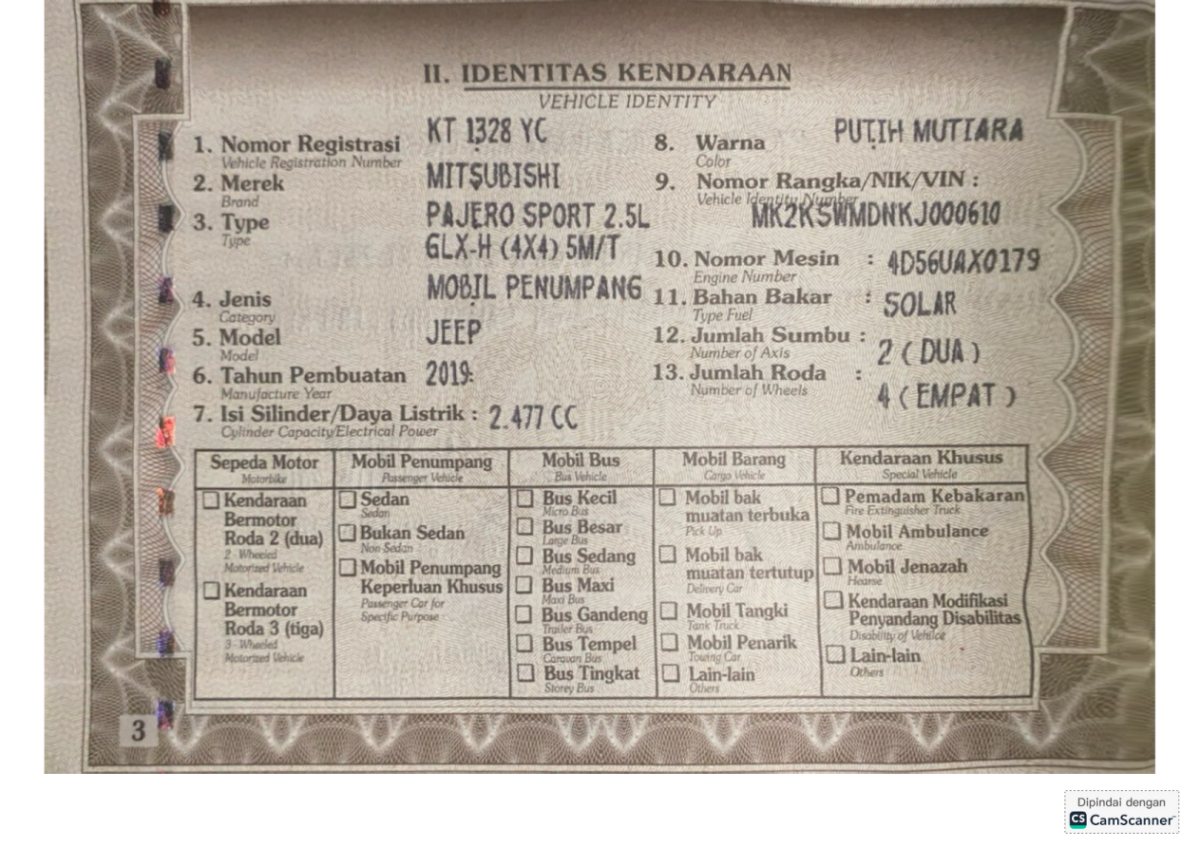 II. IDENTITAS KENDARAAN
VEHICLE IDENTITY
1. Nomor Registrasi KT 1328 YC
Vehicle Registration Number
2. Merek MITSUBISHI
Brand
3. Type PAJERO SPORT 2.5L
Type GLX-H (4X4) 5M/T
4. Jenis MOBIL PENUMPANG
Category
5. Model JEEP
Model
6. Tahun Pembuatan 2019
Manufacture Year
7. Isi Silinder/Daya Listrik : 2.477 CC
Cylinder Capacity/Electrical Power
8. Warna PUTIH MUTIARA
Color
9. Nomor Rangka/NIK/VIN :
Vehicle Identity Number
MK2KSWMDNKJ000610
10. Nomor Mesin : 4D56UAX0179
Engine Number
11. Bahan Bakar : SOLAR
Type Fuel
12. Jumlah Sumbu : 2 ( DUA )
Number of Axis
13. Jumlah Roda : 4 ( EMPAT )
Number of Wheels
Sepeda Motor
Motorbike
Kendaraan
Bermotor
Roda 2 (dua)
2 - Wheeled
Motorized Vehicle
Kendaraan
Bermotor
Roda 3 (tiga)
3 - Wheeled
Motorized Vehicle
Mobil Penumpang
Passenger Vehicle
Sedan
Sedan
Bukan Sedan
Non-Sedan
Mobil Penumpang
Keperluan Khusus
Passenger Car for
Specific Purpose
Mobil Bus
Bus Vehicle
Bus Kecil
Micro Bus
Bus Besar
Large Bus
Bus Sedang
Medium Bus
Bus Maxi
Maxi Bus
Bus Gandeng
Trailer Bus
Bus Tempel
Caravan Bus
Bus Tingkat
Storey Bus
Mobil Barang
Cargo Vehicle
Mobil bak
muatan terbuka
Pick Up
Mobil bak
muatan tertutup
Delivery Car
Mobil Tangki
Tank Truck
Mobil Penarik
Towing Car
Lain-lain
Others
Kendaraan Khusus
Special Vehicle
Pemadam Kebakaran
Fire Extinguisher Truck
Mobil Ambulance
Ambulance
Mobil Jenazah
Hearse
Kendaraan Modifikasi
Penyandang Disabilitas
Disability of Vehilce
Lain-lain
Others
3
Dipindai dengan
CS CamScanner